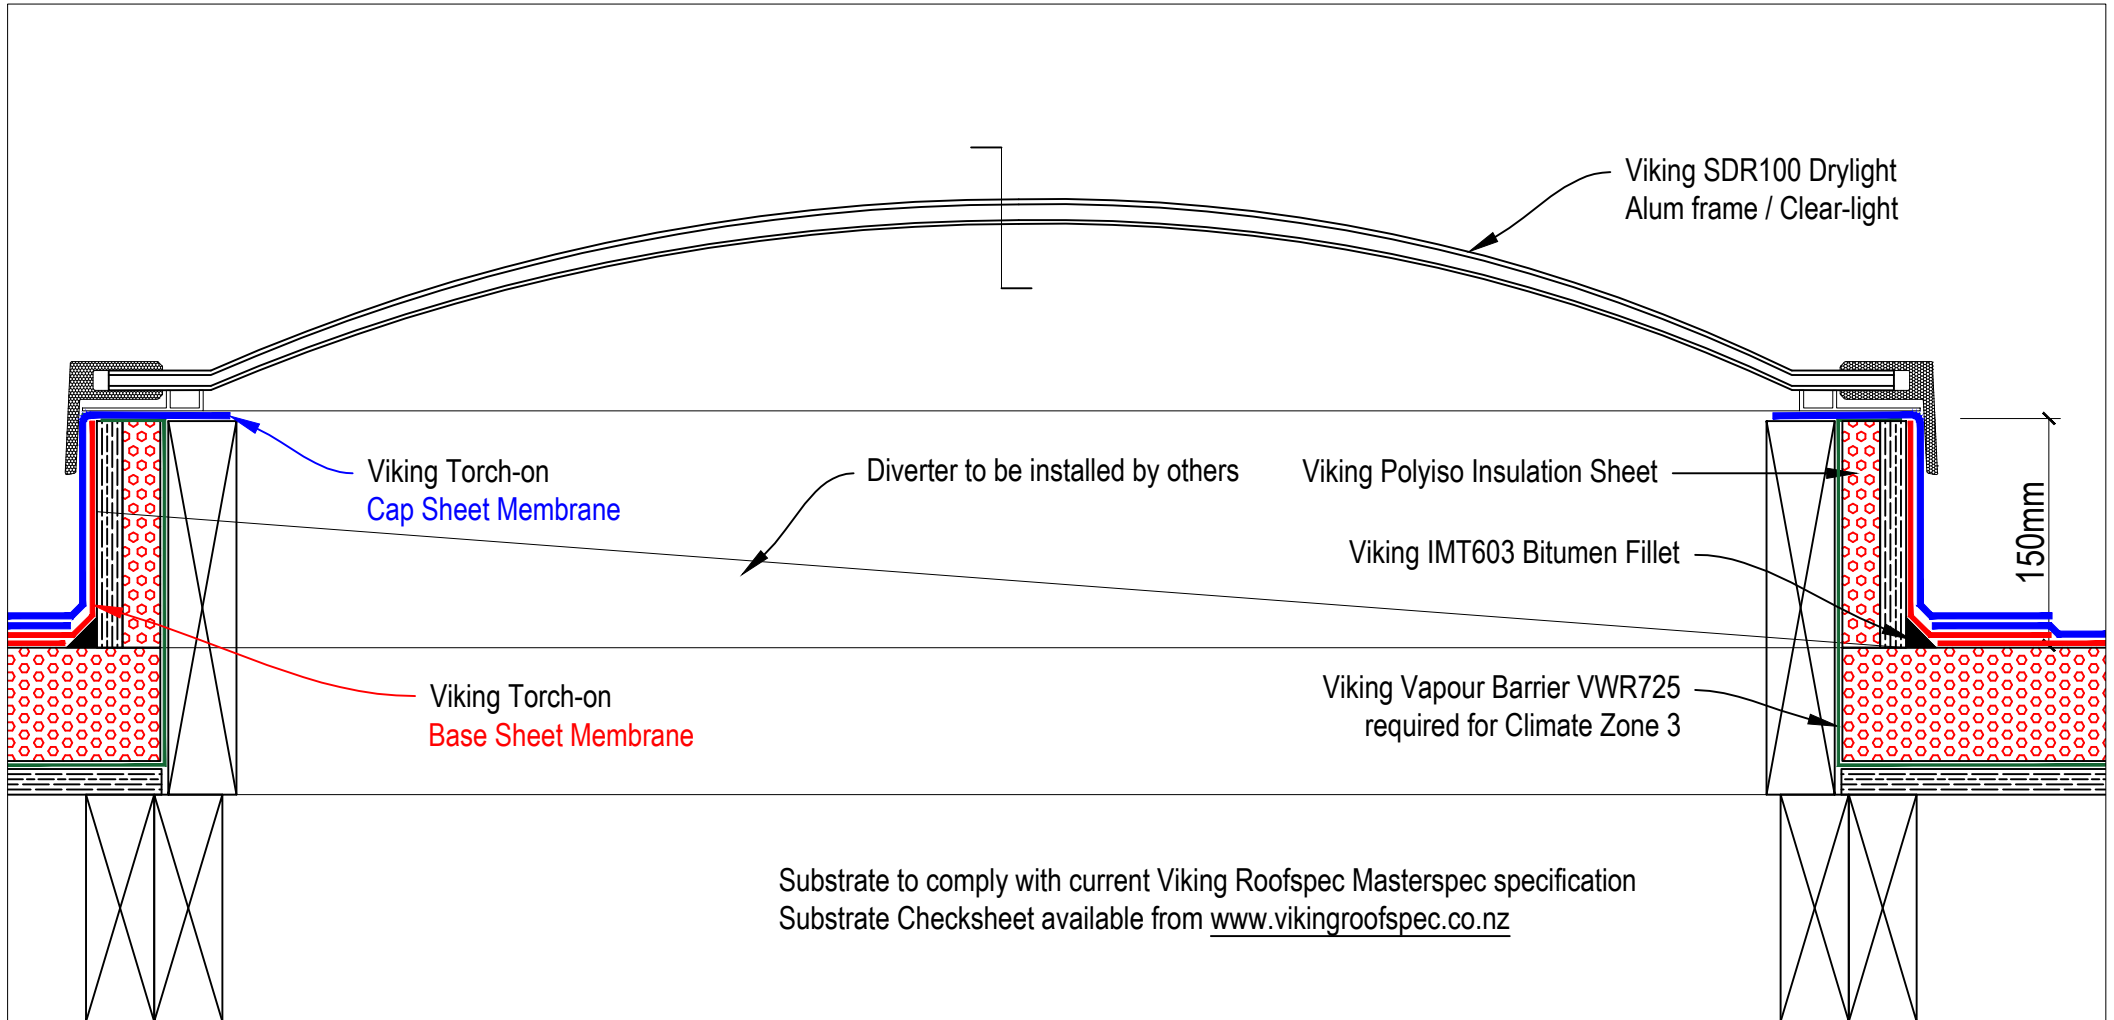 Viking SDR100 Drylight
Alum frame / Clear-light
Viking Torch-on
Cap Sheet Membrane
Diverter to be installed by others
Viking Polyiso Insulation Sheet
Viking IMT603 Bitumen Fillet
150mm
Viking Torch-on
Base Sheet Membrane
Viking Vapour Barrier VWR725
required for Climate Zone 3
Substrate to comply with current Viking Roofspec Masterspec specification
Substrate Checksheet available from www.vikingroofspec.co.nz